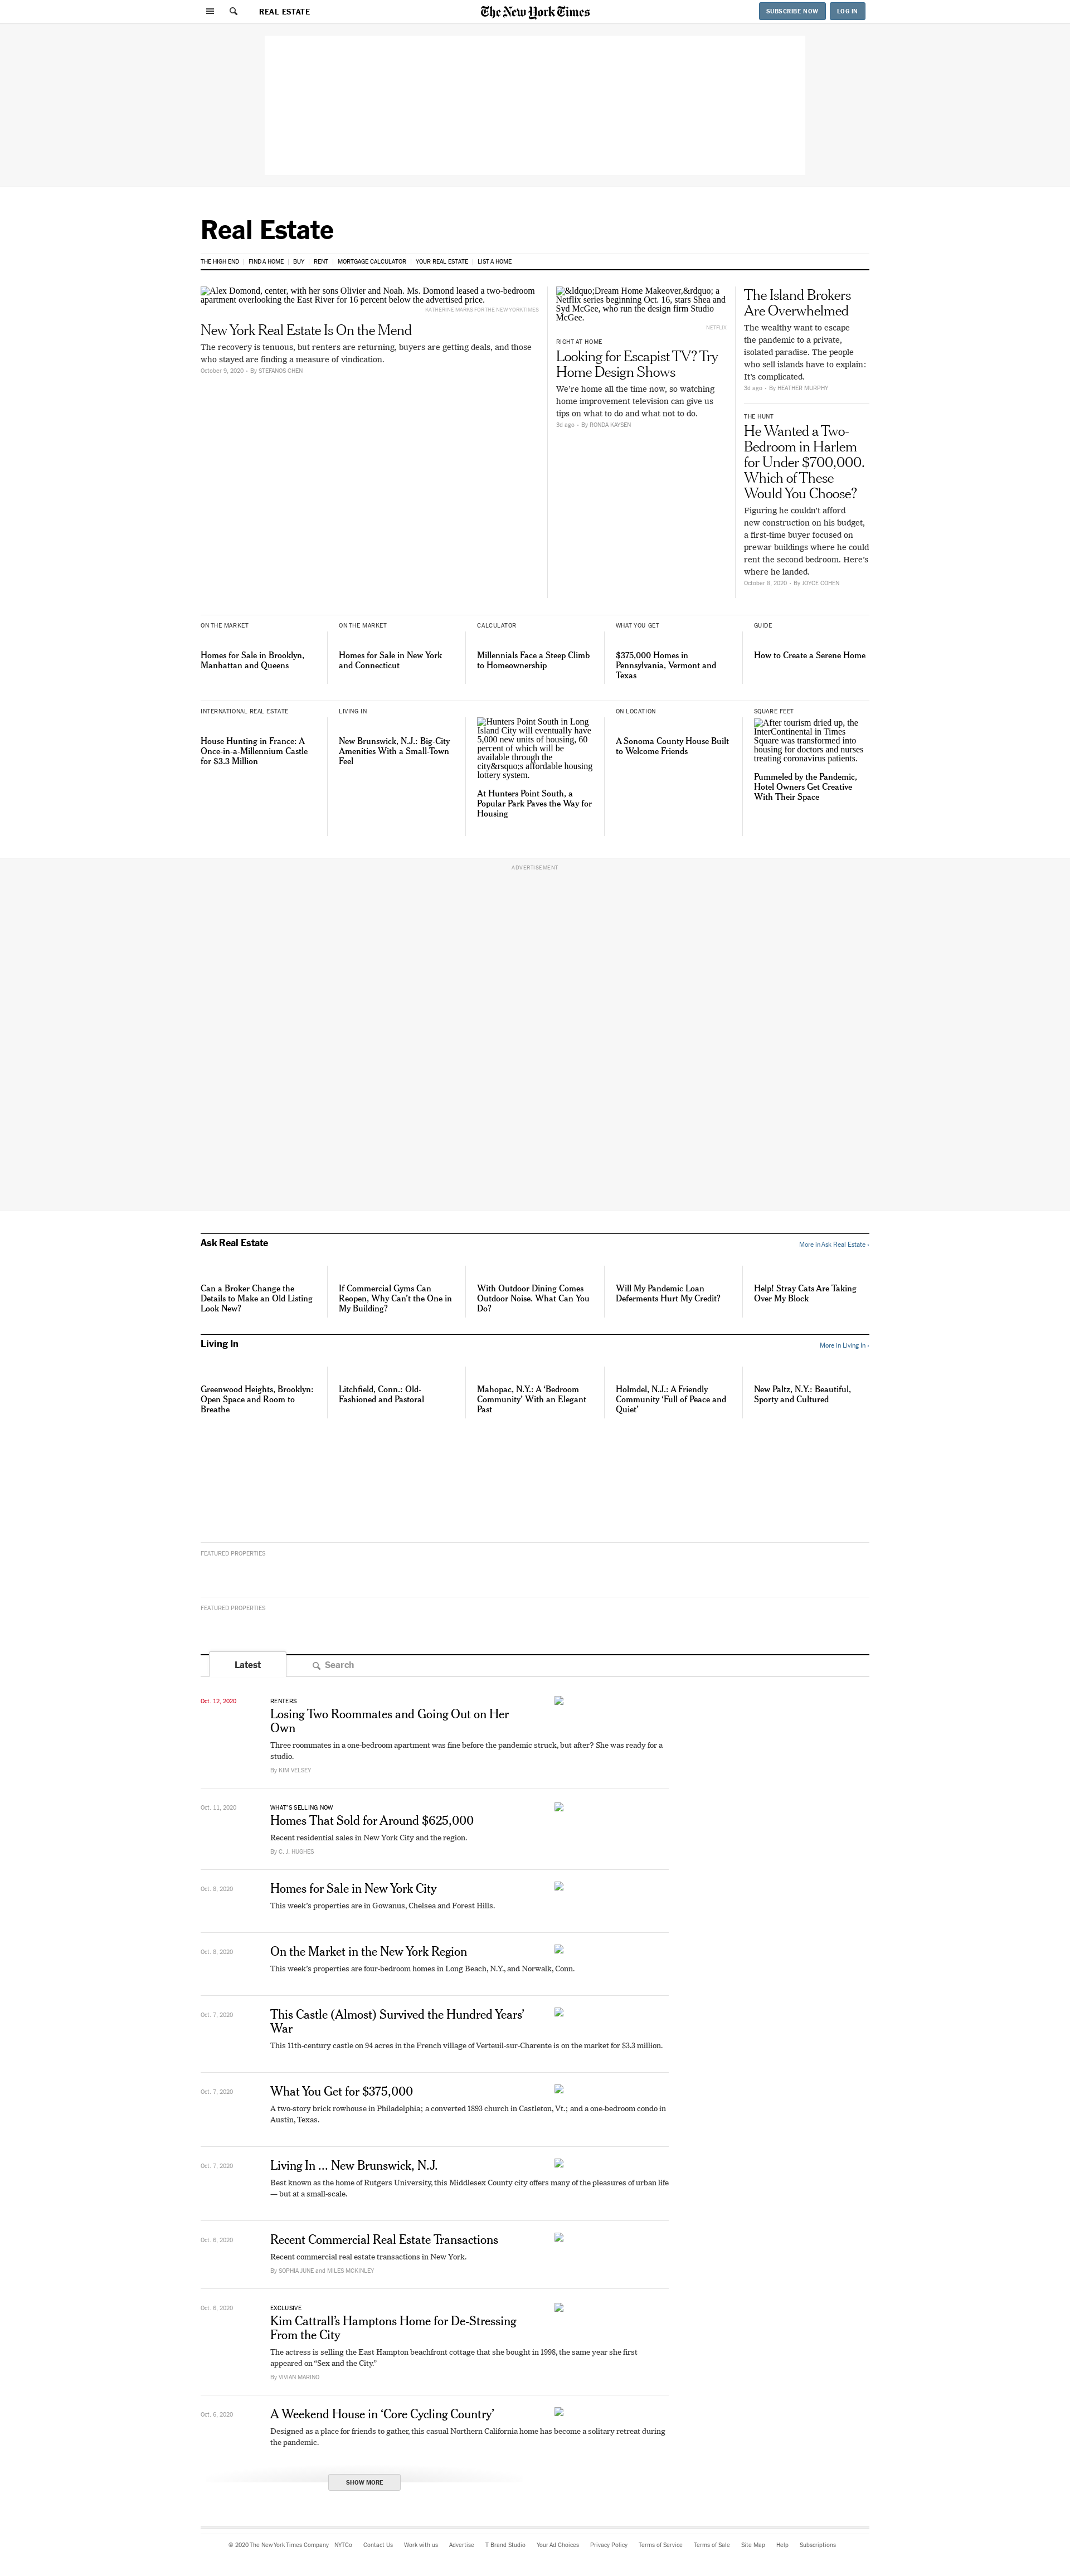 REAL ESTATE
The New York Times
SUBSCRIBE NOW
LOG IN
Real Estate
THE HIGH END
FIND A HOME
BUY
RENT
MORTGAGE CALCULATOR
YOUR REAL ESTATE
LIST A HOME
Alex Domond, center, with her sons Olivier and Noah. Ms. Domond leased a two-bedroom
apartment overlooking the East River for 16 percent below the advertised price.
KATHERINE MARKS FOR THE NEW YORK TIMES
New York Real Estate Is On the Mend
The recovery is tenuous, but renters are returning, buyers are getting deals, and those
who stayed are finding a measure of vindication.
October 9, 2020 - By STEFANOS CHEN
&ldquo;Dream Home Makeover,&rdquo; a
Netflix series beginning Oct. 16, stars Shea and
Syd McGee, who run the design firm Studio
McGee.
NETFLIX
RIGHT AT HOME
Looking for Escapist TV? Try
Home Design Shows
We're home all the time now, so watching
home improvement television can give us
tips on what to do and what not to do.
3d ago - By RONDA KAYSEN
The Island Brokers
Are Overwhelmed
The wealthy want to escape
the pandemic to a private,
isolated paradise. The people
who sell islands have to explain:
It's complicated.
3d ago - By HEATHER MURPHY
THE HUNT
He Wanted a Two-
Bedroom in Harlem
for Under $700,000.
Which of These
Would You Choose?
Figuring he couldn't afford
new construction on his budget,
a first-time buyer focused on
prewar buildings where he could
rent the second bedroom. Here's
where he landed.
October 8, 2020 - By JOYCE COHEN
ON THE MARKET
Homes for Sale in Brooklyn,
Manhattan and Queens
ON THE MARKET
Homes for Sale in New York
and Connecticut
CALCULATOR
Millennials Face a Steep Climb
to Homeownership
WHAT YOU GET
$375,000 Homes in
Pennsylvania, Vermont and
Texas
GUIDE
How to Create a Serene Home
INTERNATIONAL REAL ESTATE
House Hunting in France: A
Once-in-a-Millennium Castle
for $3.3 Million
LIVING IN
New Brunswick, N.J.: Big-City
Amenities With a Small-Town
Feel
Hunters Point South in Long
Island City will eventually have
5,000 new units of housing, 60
percent of which will be
available through the
city&rsquo;s affordable housing
lottery system.
At Hunters Point South, a
Popular Park Paves the Way for
Housing
ON LOCATION
A Sonoma County House Built
to Welcome Friends
SQUARE FEET
After tourism dried up, the
InterContinental in Times
Square was transformed into
housing for doctors and nurses
treating coronavirus patients.
Pummeled by the Pandemic,
Hotel Owners Get Creative
With Their Space
ADVERTISEMENT
Ask Real Estate
More in Ask Real Estate ›
Can a Broker Change the
Details to Make an Old Listing
Look New?
If Commercial Gyms Can
Reopen, Why Can't the One in
My Building?
With Outdoor Dining Comes
Outdoor Noise. What Can You
Do?
Will My Pandemic Loan
Deferments Hurt My Credit?
Help! Stray Cats Are Taking
Over My Block
Living In
More in Living In ›
Greenwood Heights, Brooklyn:
Open Space and Room to
Breathe
Litchfield, Conn.: Old-
Fashioned and Pastoral
Mahopac, N.Y.: A ‘Bedroom
Community’ With an Elegant
Past
Holmdel, N.J.: A Friendly
Community ‘Full of Peace and
Quiet’
New Paltz, N.Y.: Beautiful,
Sporty and Cultured
FEATURED PROPERTIES
FEATURED PROPERTIES
Latest
Search
Oct. 12, 2020
RENTERS
Losing Two Roommates and Going Out on Her
Own
Three roommates in a one-bedroom apartment was fine before the pandemic struck, but after? She was ready for a
studio.
By KIM VELSEY
Oct. 11, 2020
WHAT'S SELLING NOW
Homes That Sold for Around $625,000
Recent residential sales in New York City and the region.
By C. J. HUGHES
Oct. 8, 2020
Homes for Sale in New York City
This week's properties are in Gowanus, Chelsea and Forest Hills.
Oct. 8, 2020
On the Market in the New York Region
This week's properties are four-bedroom homes in Long Beach, N.Y., and Norwalk, Conn.
Oct. 7, 2020
This Castle (Almost) Survived the Hundred Years’
War
This 11th-century castle on 94 acres in the French village of Verteuil-sur-Charente is on the market for $3.3 million.
Oct. 7, 2020
What You Get for $375,000
A two-story brick rowhouse in Philadelphia; a converted 1893 church in Castleton, Vt.; and a one-bedroom condo in
Austin, Texas.
Oct. 7, 2020
Living In ... New Brunswick, N.J.
Best known as the home of Rutgers University, this Middlesex County city offers many of the pleasures of urban life
— but at a small-scale.
Oct. 6, 2020
Recent Commercial Real Estate Transactions
Recent commercial real estate transactions in New York.
By SOPHIA JUNE and MILES MCKINLEY
Oct. 6, 2020
EXCLUSIVE
Kim Cattrall’s Hamptons Home for De-Stressing
From the City
The actress is selling the East Hampton beachfront cottage that she bought in 1998, the same year she first
appeared on “Sex and the City.”
By VIVIAN MARINO
Oct. 6, 2020
A Weekend House in ‘Core Cycling Country’
Designed as a place for friends to gather, this casual Northern California home has become a solitary retreat during
the pandemic.
SHOW MORE
© 2020 The New York Times Company
NYTCo
Contact Us
Work with us
Advertise
T Brand Studio
Your Ad Choices
Privacy Policy
Terms of Service
Terms of Sale
Site Map
Help
Subscriptions